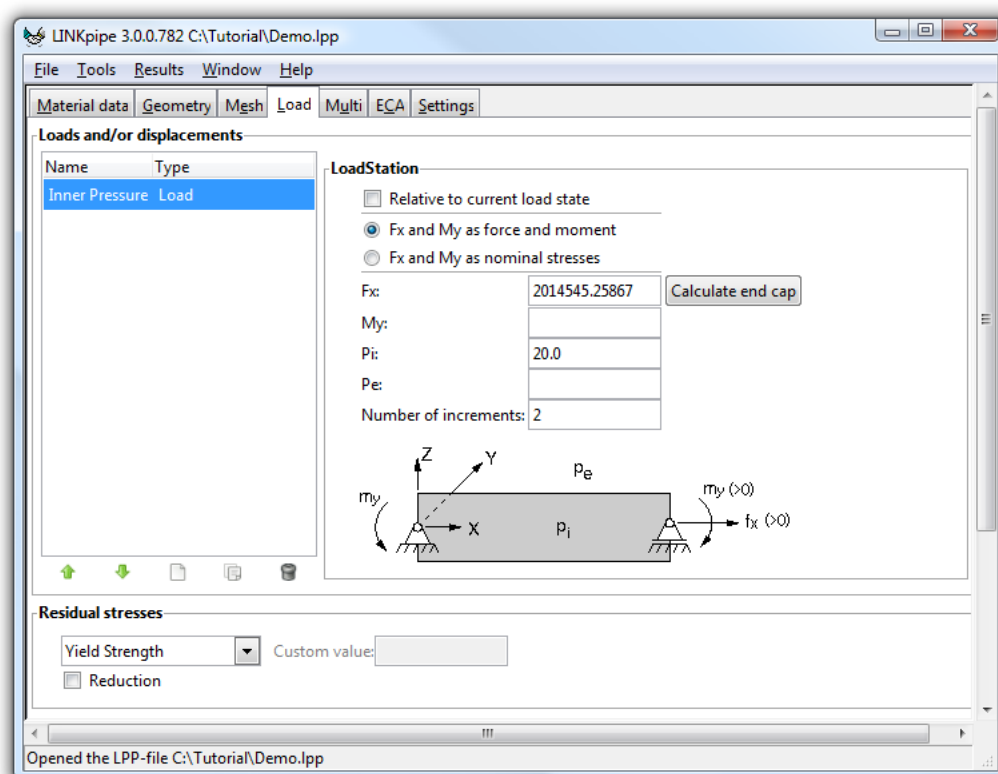 LINKpipe 3.0.0.782 C:\Tutorial\Demo.lpp
File Tools Results Window Help
Material data Geometry Mesh Load Multi ECA Settings
Loads and/or displacements
Name Type
Inner Pressure Load
LoadStation
Relative to current load state
Fx and My as force and moment
Fx and My as nominal stresses
Fx: 2014545.25867 Calculate end cap
My:
Pi: 20.0
Pe:
Number of increments: 2
Z Y pe
my my (>0)
X pi fx (>0)
Residual stresses
Yield Strength Custom value:
Reduction
Opened the LPP-file C:\Tutorial\Demo.lpp